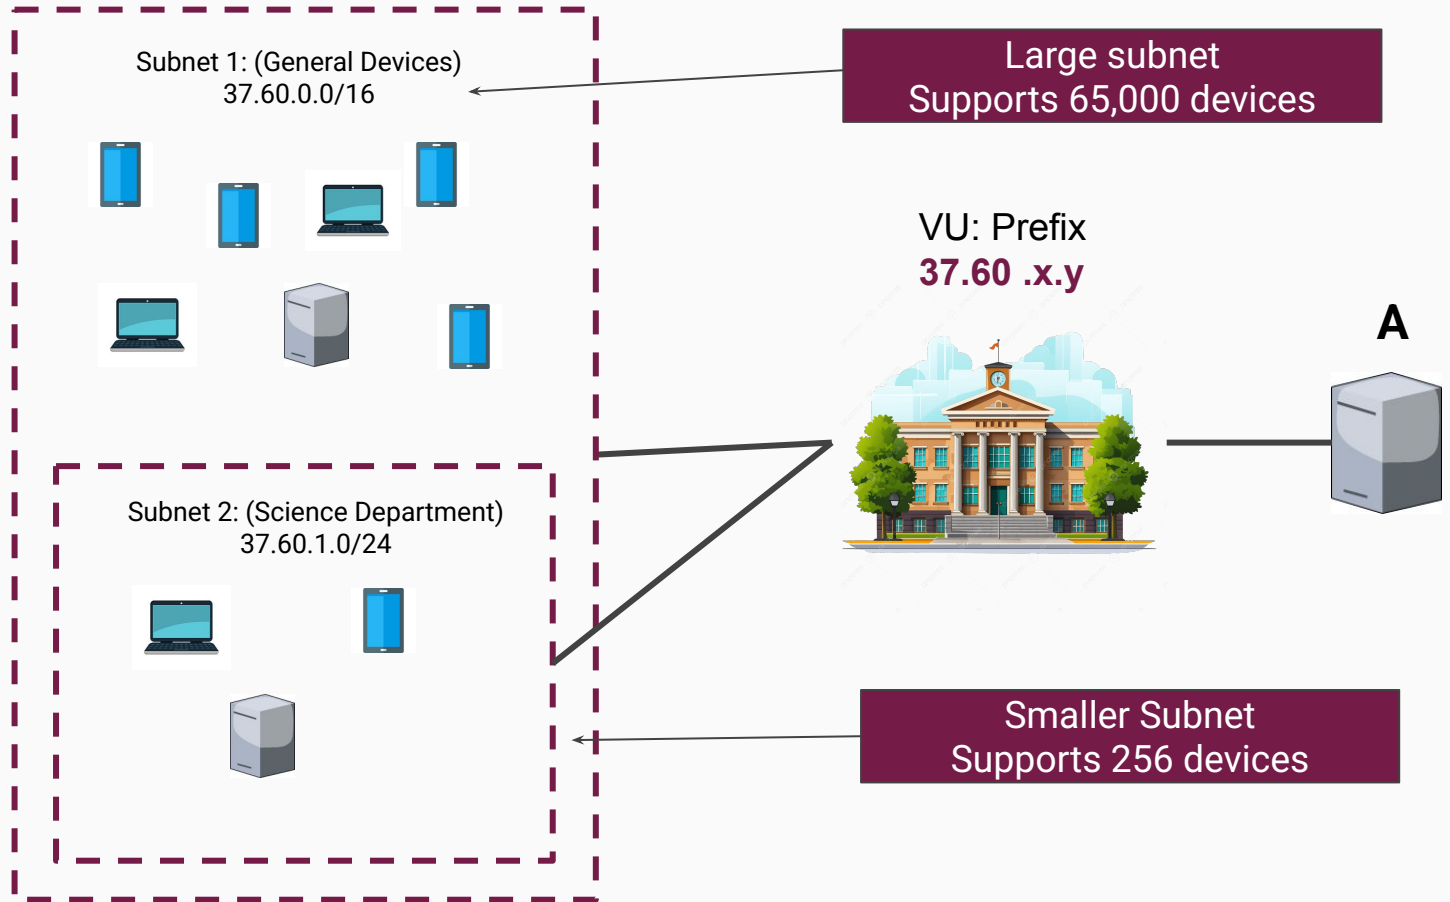 Subnet 1: (General Devices)
37.60.0.0/16
Large subnet
Supports 65,000 devices
VU: Prefix
37.60 .x.y
A
Subnet 2: (Science Department)
37.60.1.0/24
Smaller Subnet
Supports 256 devices